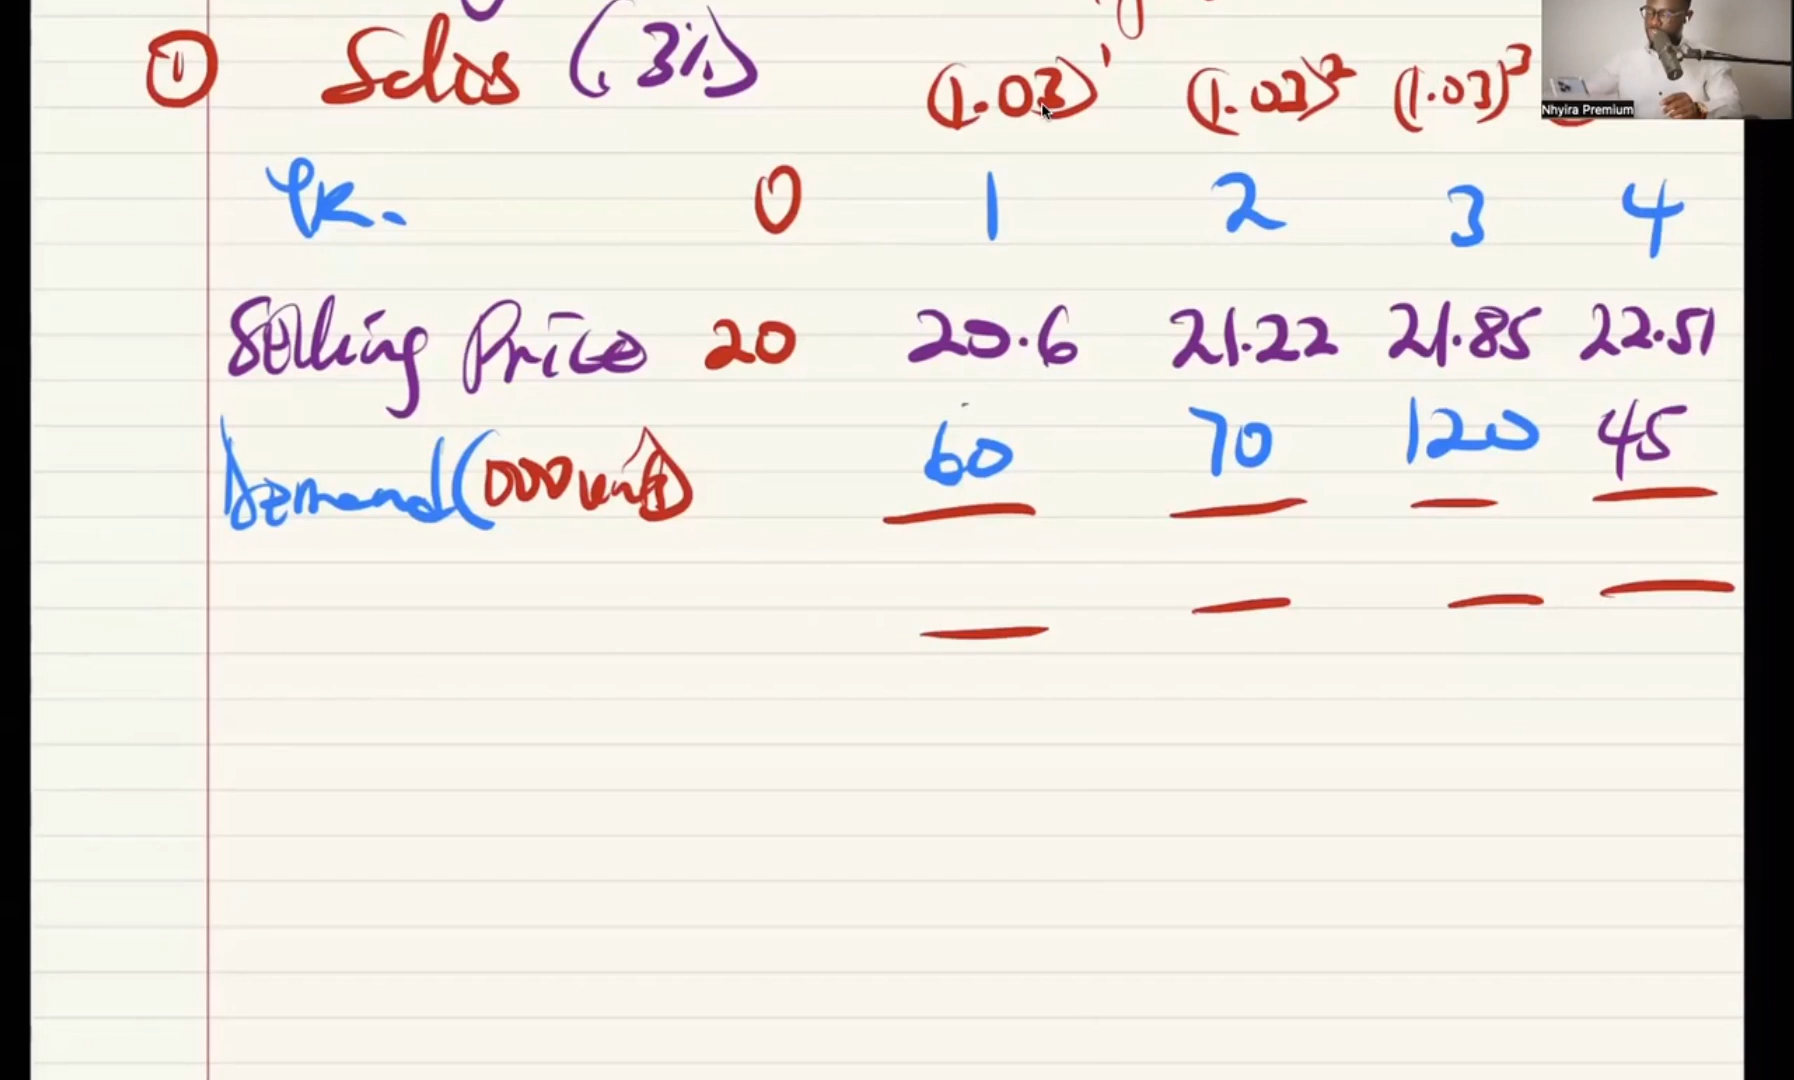 ① Sales (3%) (1.03)¹ (1.03)² (1.03)³
Nhyira Premium
Yr. 0 1 2 3 4
Selling Price 20 20.6 21.22 21.85 22.51
Demand (000 units) 60 70 120 45